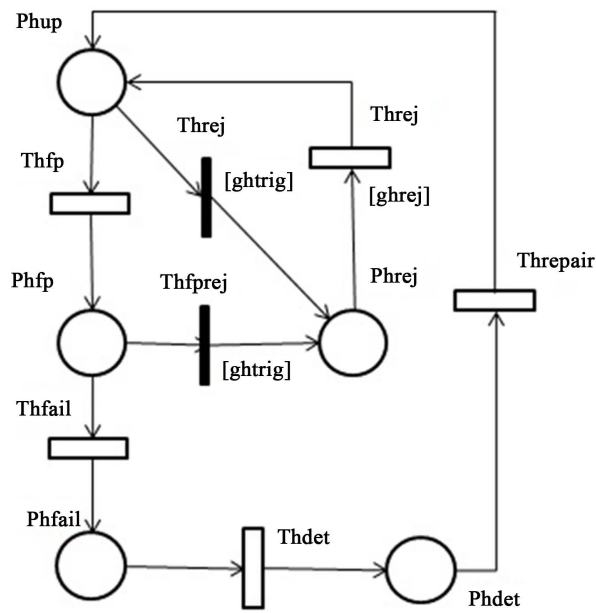 Phup
Threj
Threj
Thfp
[ghtrig]
[ghrej]
Phfp
Thfprej
Phrej
Threpair
[ghtrig]
Thfail
Phfail
Thdet
Phdet